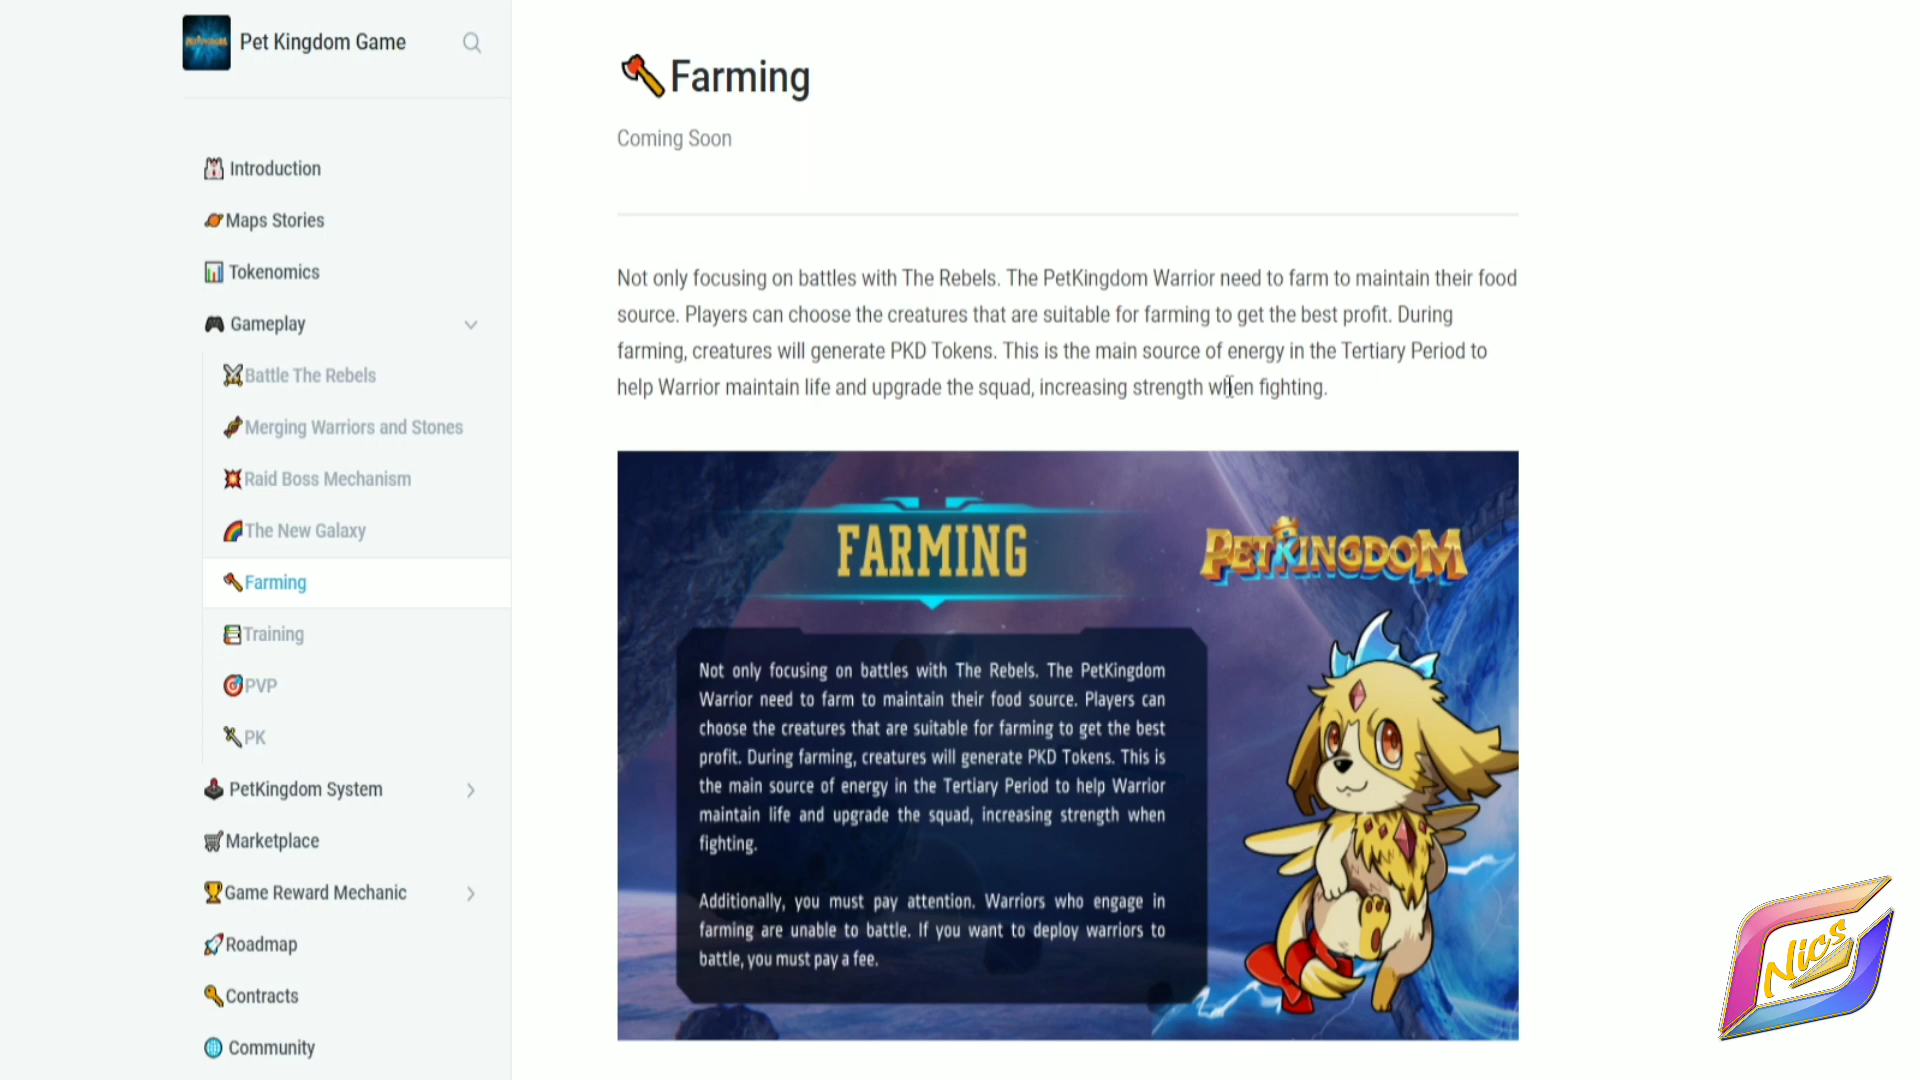 Pet Kingdom Game
Introduction
Maps Stories
Tokenomics
Gameplay
Battle The Rebels
Merging Warriors and Stones
Raid Boss Mechanism
The New Galaxy
Farming
Training
PVP
PK
PetKingdom System
Marketplace
Game Reward Mechanic
Roadmap
Contracts
Community
Farming
Coming Soon
Not only focusing on battles with The Rebels. The PetKingdom Warrior need to farm to maintain their food
source. Players can choose the creatures that are suitable for farming to get the best profit. During
farming, creatures will generate PKD Tokens. This is the main source of energy in the Tertiary Period to
help Warrior maintain life and upgrade the squad, increasing strength when fighting.
FARMING
PETKINGDOM
Not only focusing on battles with The Rebels. The PetKingdom
Warrior need to farm to maintain their food source. Players can
choose the creatures that are suitable for farming to get the best
profit. During farming, creatures will generate PKD Tokens. This is
the main source of energy in the Tertiary Period to help Warrior
maintain life and upgrade the squad, increasing strength when
fighting.
Additionally, you must pay attention. Warriors who engage in
farming are unable to battle. If you want to deploy warriors to
battle, you must pay a fee.
Nics